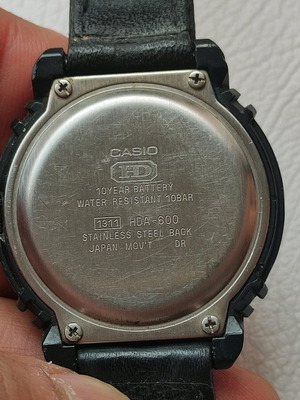 CASIO
HD
10YEAR BATTERY
WATER RESISTANT 10BAR
1311 HDA-600
STAINLESS STEEL BACK
JAPAN MOV'T DR